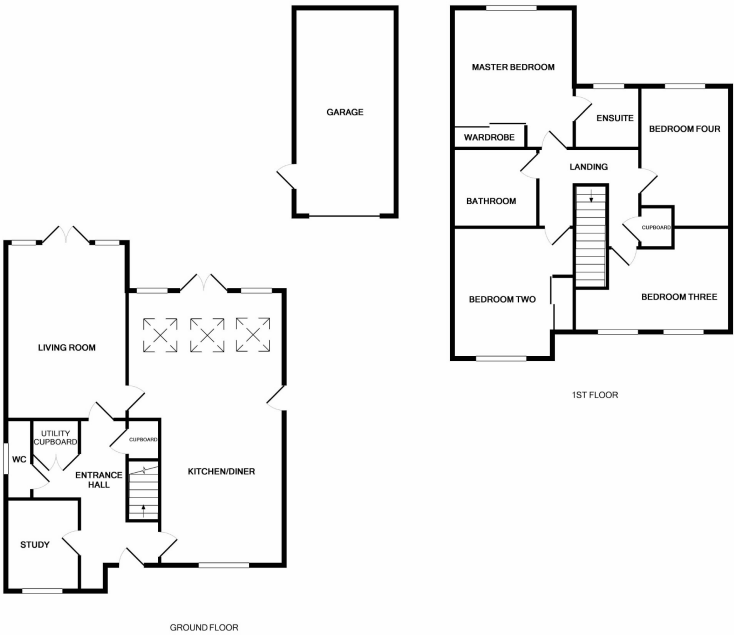 GARAGE
LIVING ROOM
UTILITY
CUPBOARD
CUPBOARD
WC
ENTRANCE
HALL
KITCHEN/DINER
STUDY
GROUND FLOOR
MASTER BEDROOM
ENSUITE
BEDROOM FOUR
WARDROBE
LANDING
BATHROOM
CUPBOARD
BEDROOM TWO
BEDROOM THREE
1ST FLOOR